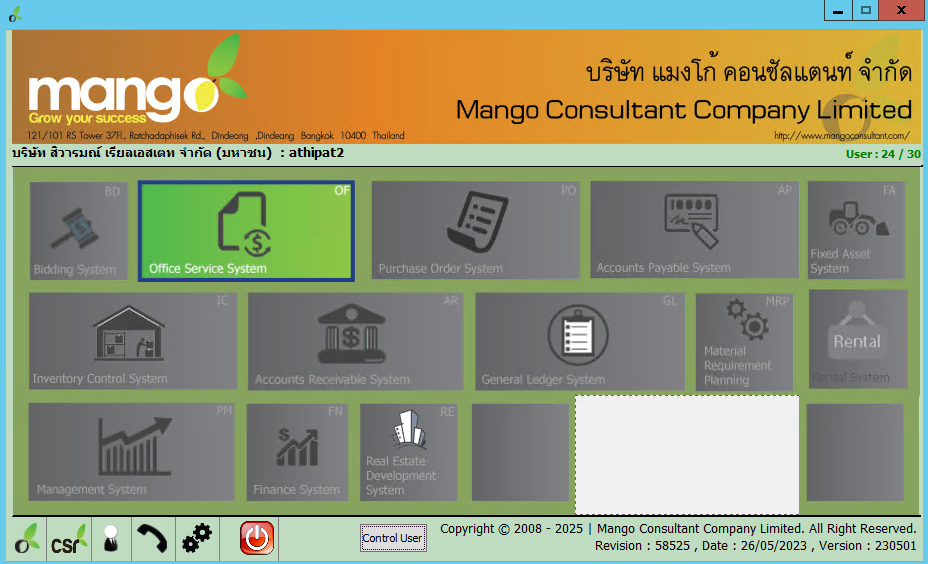 mango
Grow your success
บริษัท แมงโก้ คอนซัลแตนท์ จำกัด
Mango Consultant Company Limited
121/101 RS Tower 37Fl., Ratchadaphisek Rd., Dindeang ,Dindeang Bangkok 10400 Thailand
http://www.mangoconsultant.com/
บริษัท สิวารมณ์ เรียลเอสเตท จำกัด (มหาชน) : athipat2
User : 24 / 30
BD
Bidding System
OF
Office Service System
PO
Purchase Order System
AP
Accounts Payable System
FA
Fixed Asset
System
IC
Inventory Control System
AR
Accounts Receivable System
GL
General Ledger System
MRP
Material
Requirement
Planning
Rental
Rental System
PM
Management System
FN
Finance System
RE
Real Estate
Development
System
csr
Control User
Copyright © 2008 - 2025 | Mango Consultant Company Limited. All Right Reserved.
Revision : 58525 , Date : 26/05/2023 , Version : 230501